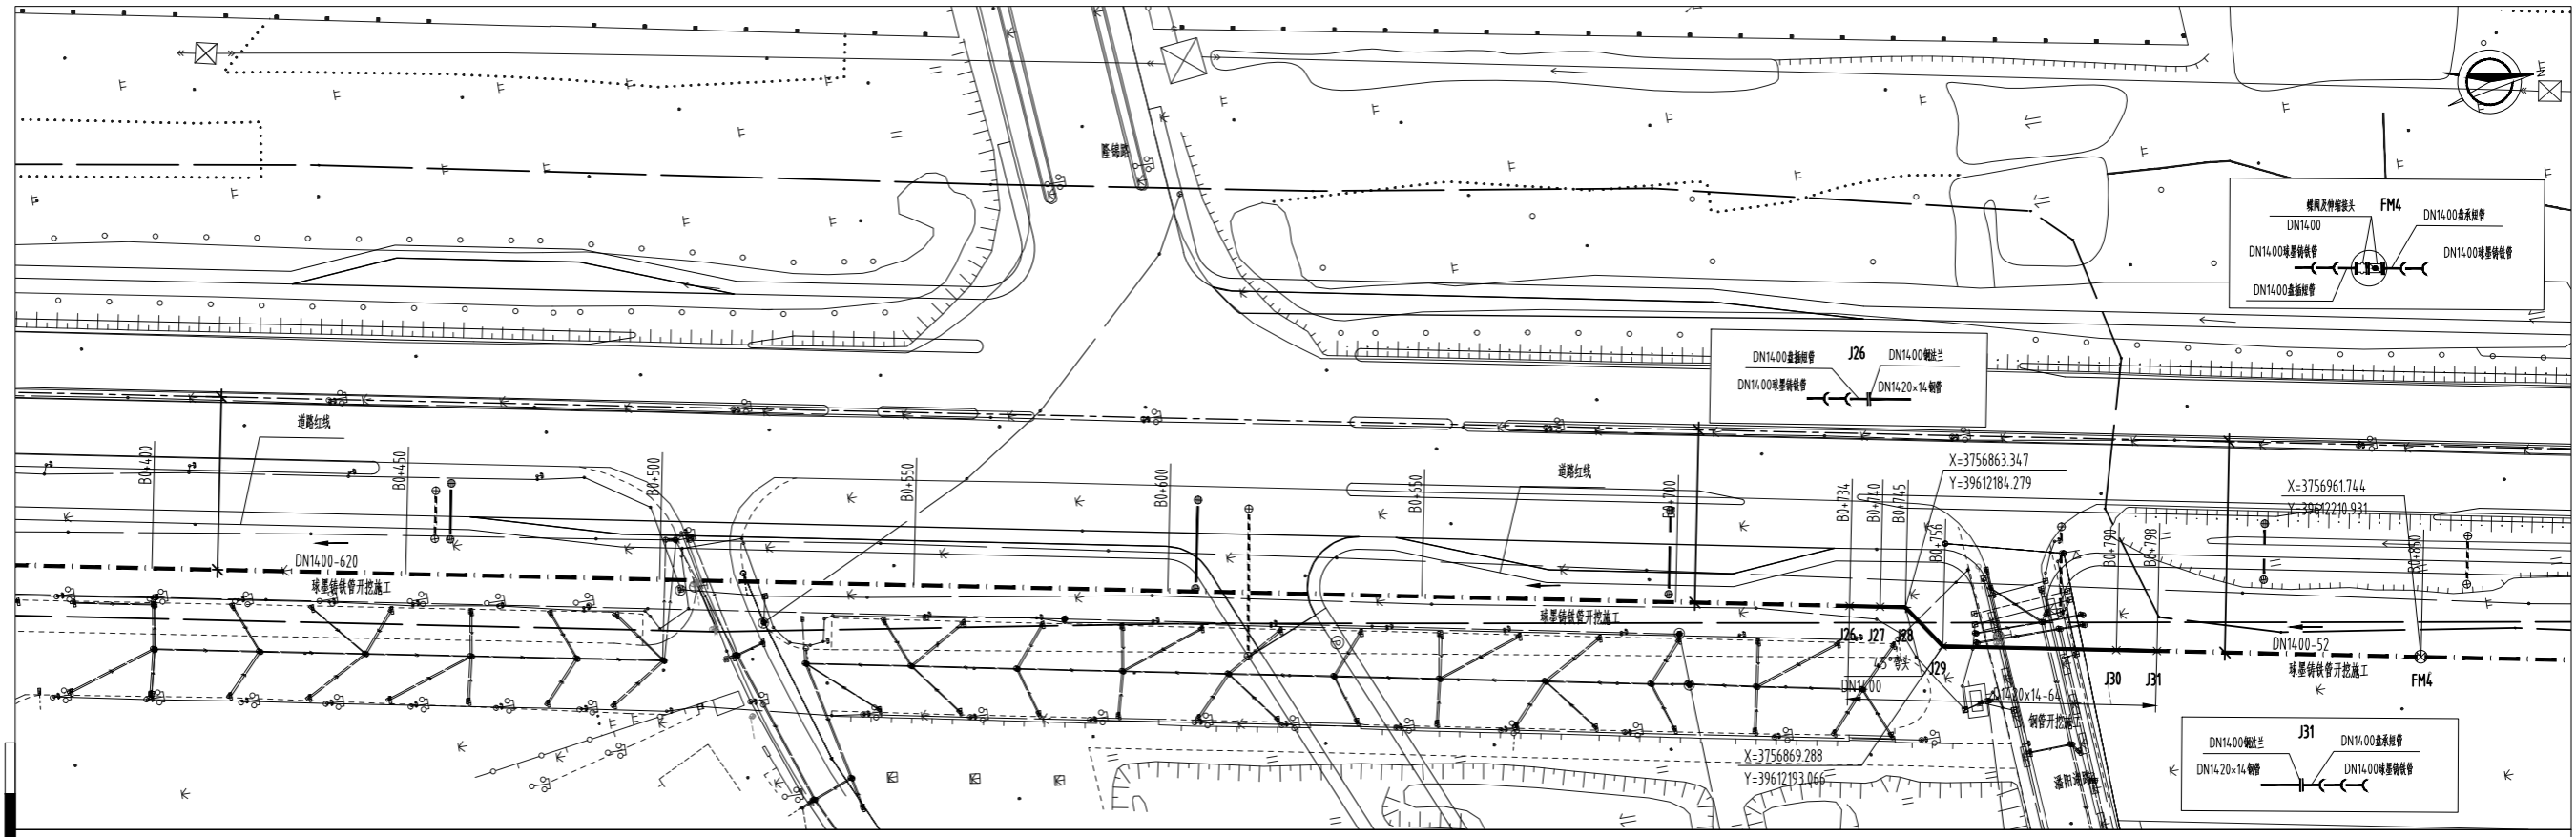 隆锦路
蝶阀及伸缩接头
FM4
DN1400
DN1400盘承短管
DN1400球墨铸铁管
DN1400球墨铸铁管
DN1400盘插短管
DN1400盘插短管
J26
DN1400钢法兰
DN1400球墨铸铁管
DN1420×14钢管
道路红线
道路红线
B0+400
B0+450
B0+500
B0+550
B0+600
B0+650
B0+700
B0+734
B0+740
B0+745
B0+756
B0+790
B0+798
B0+850
X=3756863.347
Y=39612184.279
X=3756961.744
Y=39612210.931
DN1400-620
球墨铸铁管开挖施工
球墨铸铁管开挖施工
J26
J27
J28
45°弯头
J29
DN1400
D1420×14-64
钢管开挖施工
J30
J31
DN1400-52
球墨铸铁管开挖施工
FM4
X=3756869.288
Y=39612193.066
DN1400钢法兰
J31
DN1400盘承短管
DN1420×14钢管
DN1400球墨铸铁管